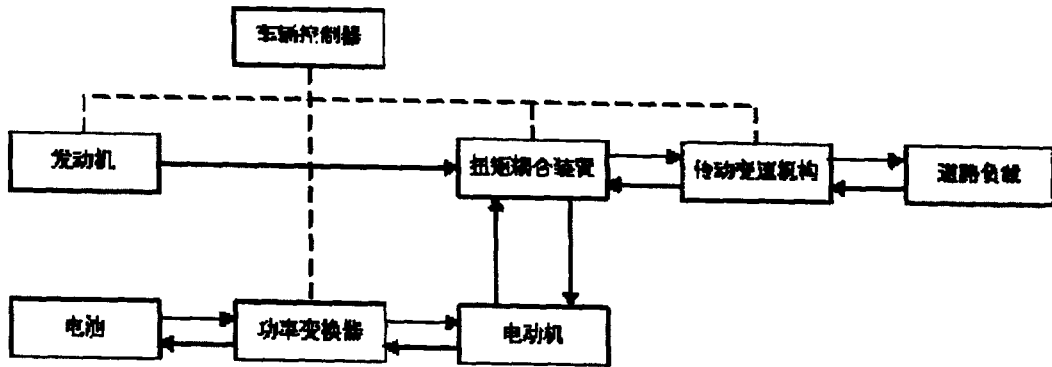 车辆控制器
发动机
扭矩耦合装置
传动变速机构
道路负载
电池
功率变换器
电动机